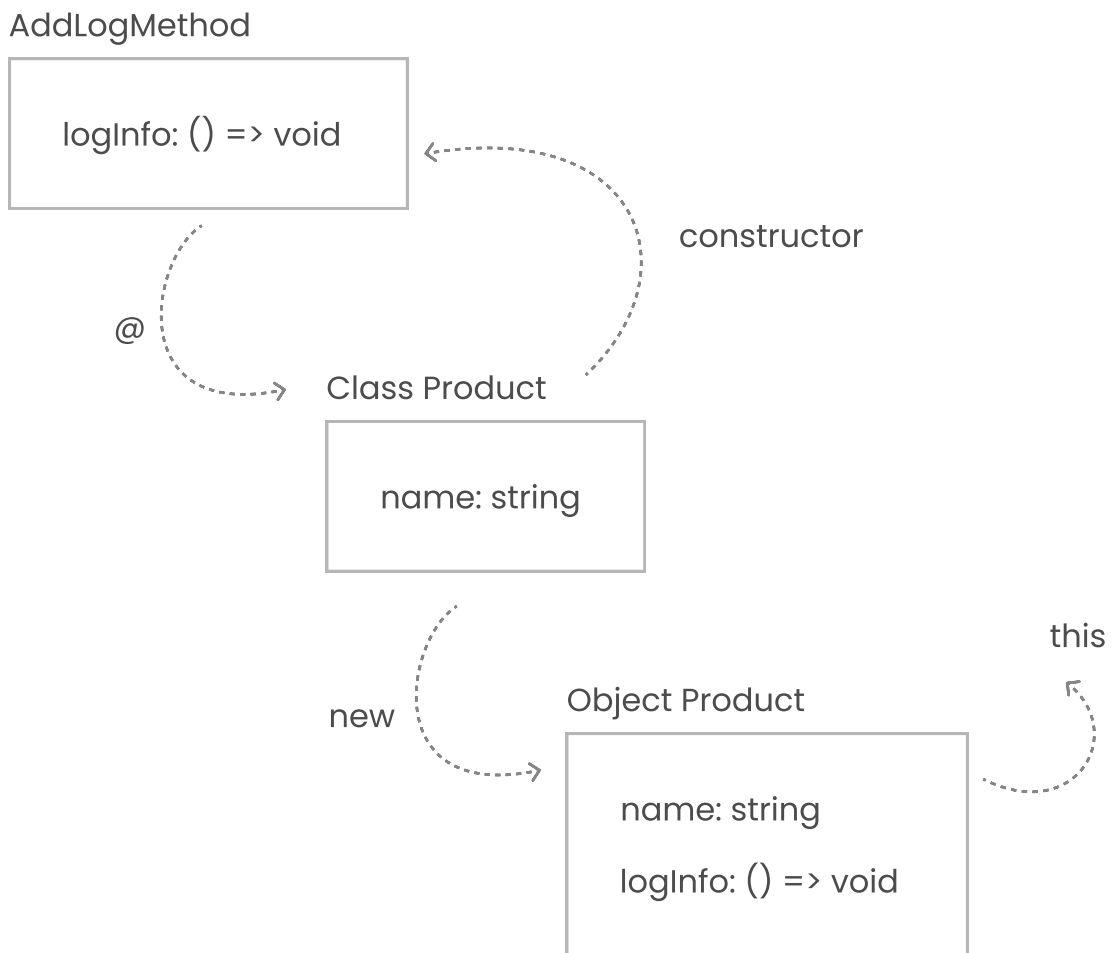 AddLogMethod
logInfo: () => void
constructor
@
Class Product
name: string
this
new
Object Product
name: string
logInfo: () => void